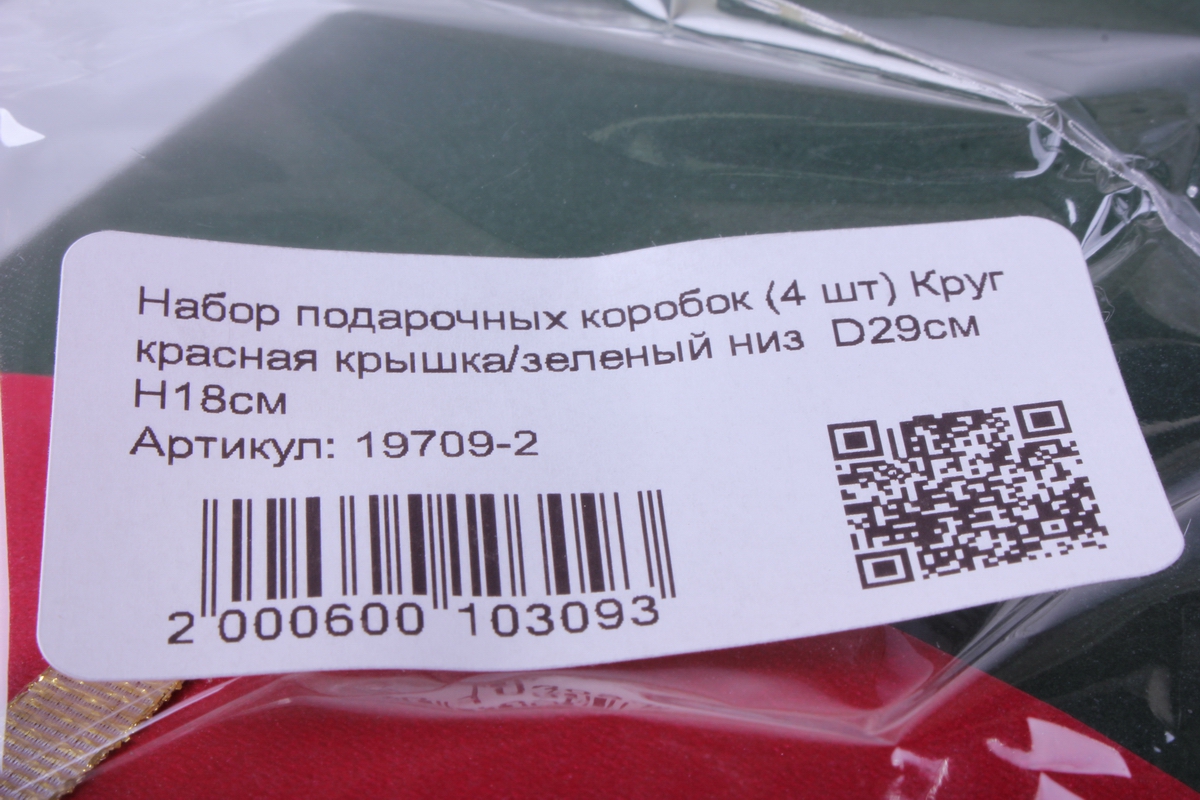 Набор подарочных коробок (4 шт) Круг
красная крышка/зеленый низ D29см
H18см
Артикул: 19709-2
2 000600 103093